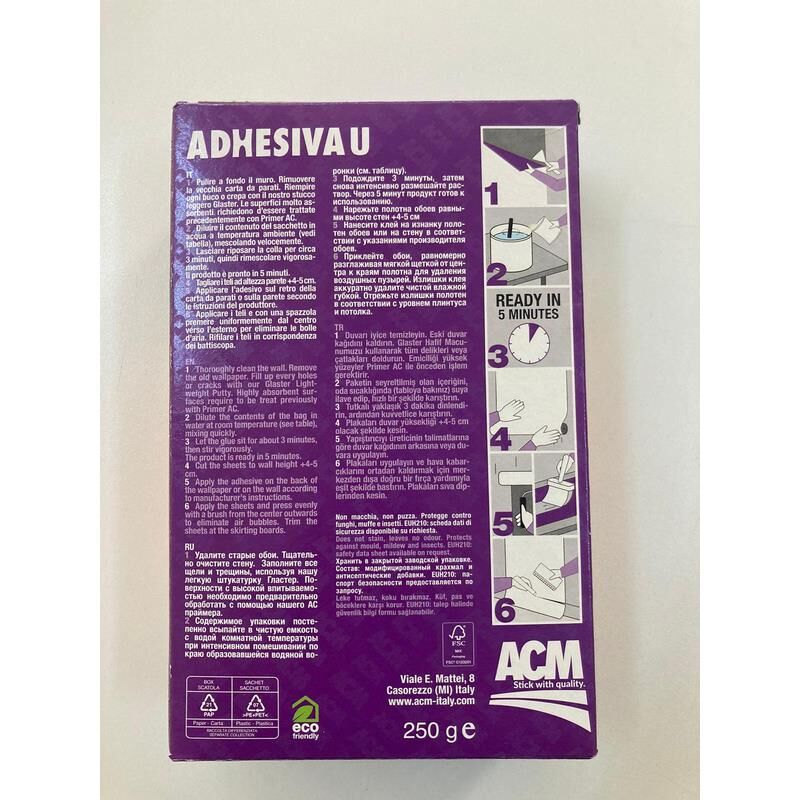 ADHESIVA U
IT
1 Pulire a fondo il muro. Rimuovere
la vecchia carta da parati. Riempire
ogni buco o crepa con il nostro stucco
leggero Glaster. Le superfici molto as-
sorbenti richiedono d'essere trattate
precedentemente con Primer AC.
2 Diluire il contenuto del sacchetto in
acqua a temperatura ambiente (vedi
tabella), mescolando velocemente.
3 Lasciare riposare la colla per circa
3 minuti, quindi rimescolare vigorosa-
mente.
Il prodotto è pronto in 5 minuti.
4 Tagliare i teli ad altezza parete +4-5 cm.
5 Applicare l'adesivo sul retro della
carta da parati o sulla parete secondo
le istruzioni del produttore.
6 Applicare i teli e con una spazzola
premere uniformemente dal centro
verso l'esterno per eliminare le bolle
d'aria. Rifilare i teli in corrispondenza
dei battiscopa.
EN
1 Thoroughly clean the wall. Remove
the old wallpaper. Fill up every holes
or cracks with our Glaster Light-
weight Putty. Highly absorbent sur-
faces require to be treat previously
with Primer AC.
2 Dilute the contents of the bag in
water at room temperature (see table),
mixing quickly.
3 Let the glue sit for about 3 minutes,
then stir vigorously.
The product is ready in 5 minutes.
4 Cut the sheets to wall height +4-5
cm.
5 Apply the adhesive on the back of
the wallpaper or on the wall according
to manufacturer's instructions.
6 Apply the sheets and press evenly
with a brush from the center outwards
to eliminate air bubbles. Trim the
sheets at the skirting boards.
RU
1 Удалите старые обои. Тщатель-
но очистите стену. Заполните все
щели и трещины, используя нашу
легкую штукатурку Гластер. По-
верхности с высокой впитываемо-
стью необходимо предварительно
обработать с помощью нашего АС
праймера.
2 Содержимое упаковки посте-
пенно всыпайте в чистую емкость
с водой комнатной температуры
при интенсивном помешивании по
краю образовавшейся водяной во-
ронки (см. таблицу).
3 Подождите 3 минуты, затем
снова интенсивно размешайте рас-
твор. Через 5 минут продукт готов к
использованию.
4 Нарежьте полотна обоев равны-
ми высоте стен +4-5 см
5 Нанесите клей на изнанку поло-
тен обоев или на стену в соответ-
ствии с указаниями производителя
обоев.
6 Приклейте обои, равномерно
разглаживая мягкой щеткой от цен-
тра к краям полотна для удаления
воздушных пузырей. Излишки клея
аккуратно удалите чистой влажной
губкой. Отрежьте излишки полотен
в соответствии с уровнем плинтуса
и потолка.
TR
1 Duvarı iyice temizleyin. Eski duvar
kağıdını kaldırın. Glaster Hafif Macu-
numuzu kullanarak tüm delikleri veya
çatlakları doldurun. Emiciliği yüksek
yüzeyler Primer AC ile önceden işlem
gerektirir.
2 Paketin seyreltilmiş olan içeriğini,
oda sıcaklığında (tabloya bakınız) suya
ilave edip, hızlı bir şekilde karıştırın.
3 Tutkalı yaklaşık 3 dakika dinlendi-
rin, ardından kuvvetlice karıştırın.
4 Plakaları duvar yüksekliği +4-5 cm
olacak şekilde kesin.
5 Yapıştırıcıyı üreticinin talimatlarına
göre duvar kağıdının arkasına veya du-
vara uygulayın.
6 Plakaları uygulayın ve hava kabar-
cıklarını ortadan kaldırmak için mer-
kezden dışa doğru bir fırça yardımıyla
eşit şekilde bastırın. Plakaları sıva dip-
lerinden kesin.
Non macchia, non puzza. Protegge contro
funghi, muffe e insetti. EUH210: scheda dati di
sicurezza disponibile su richiesta.
Does not stain, leaves no odour. Protects
against mould, mildew and insects. EUH210:
safety data sheet available on request.
Хранить в закрытой заводской упаковке.
Состав: модифицированный крахмал и
антисептические добавки. EUH210: па-
спорт безопасности предоставляется по
запросу.
Leke tutmaz, koku bırakmaz. Küf, pas ve
böceklere karşı korur. EUH210: talep halinde
güvenlik bilgi formu sağlanabilir.
1
2
READY IN
5 MINUTES
3
4
5
6
FSC
MIX
Packaging
ACM
Stick with quality.
Viale E. Mattei, 8
Casorezzo (MI) Italy
www.acm-italy.com
250 g e
BOX
SCATOLA
SACHET
SACCHETTO
21
PAP
07
>PE+PET<
Paper - Carta
Plastic - Plastica
RACCOLTA DIFFERENZIATA
SEPARATE COLLECTION
eco
friendly